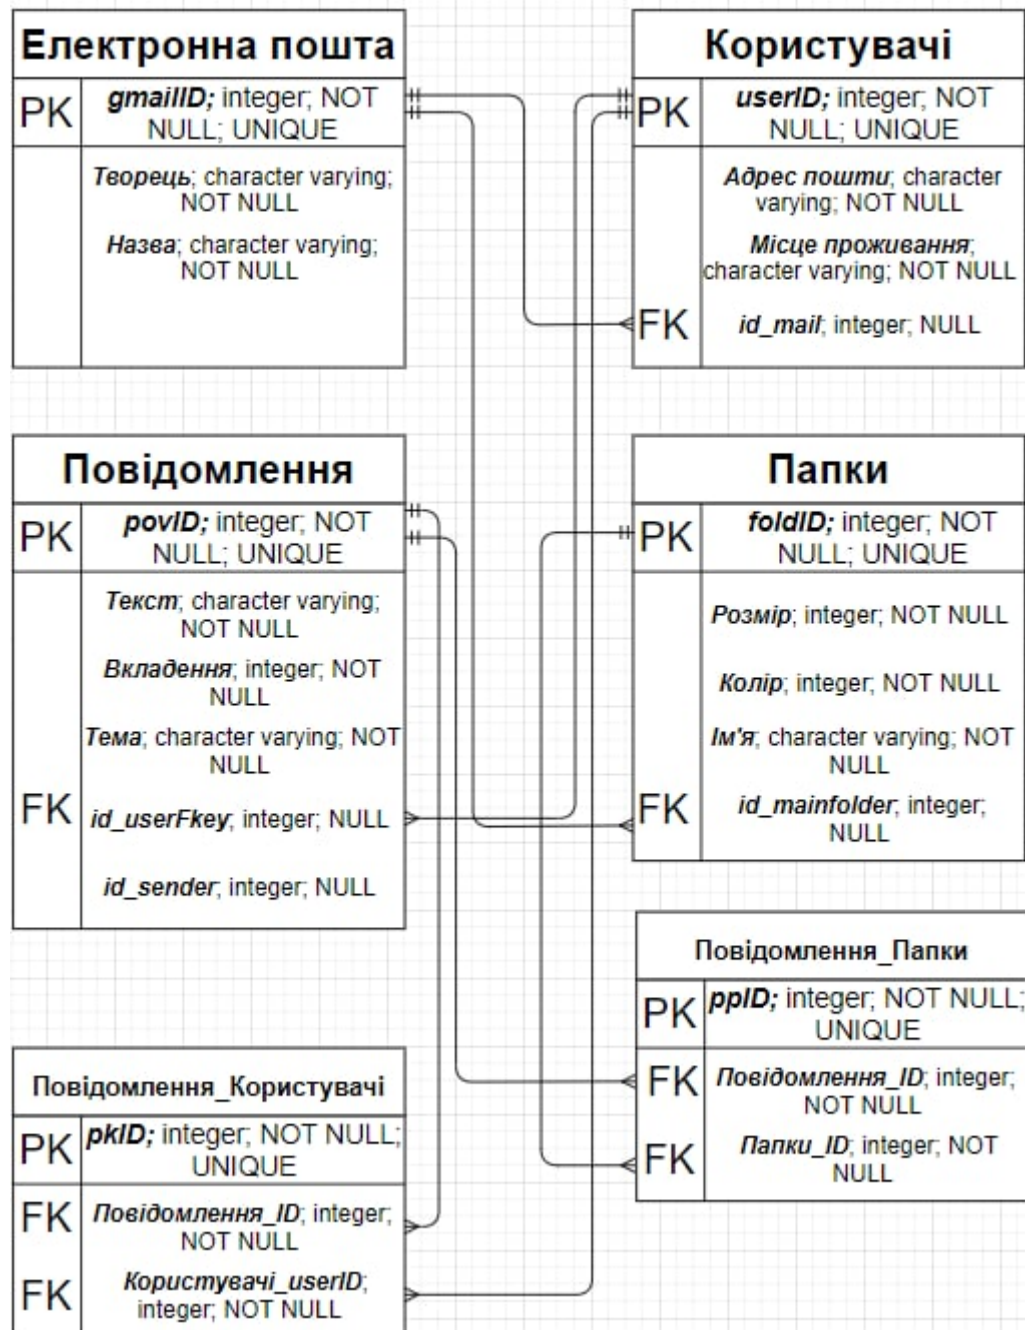 Електронна пошта
PK
gmailID; integer; NOT
NULL; UNIQUE
Творець; character varying;
NOT NULL
Назва; character varying;
NOT NULL
Користувачі
PK
userID; integer; NOT
NULL; UNIQUE
Адрес пошти; character
varying; NOT NULL
Місце проживання;
character varying; NOT NULL
FK
id_mail; integer; NULL
Повідомлення
PK
povID; integer; NOT
NULL; UNIQUE
Текст; character varying;
NOT NULL
Вкладення; integer; NOT
NULL
Тема; character varying; NOT
NULL
FK
id_userFkey; integer; NULL
id_sender; integer; NULL
Папки
PK
foldID; integer; NOT
NULL; UNIQUE
Розмір; integer; NOT NULL
Колір; integer; NOT NULL
Ім'я; character varying; NOT
NULL
FK
id_mainfolder; integer;
NULL
Повідомлення_Папки
PK
ppID; integer; NOT NULL;
UNIQUE
FK
Повідомлення_ID; integer;
NOT NULL
FK
Папки_ID; integer; NOT
NULL
Повідомлення_Користувачі
PK
pkID; integer; NOT NULL;
UNIQUE
FK
Повідомлення_ID; integer;
NOT NULL
FK
Користувачі_userID;
integer; NOT NULL